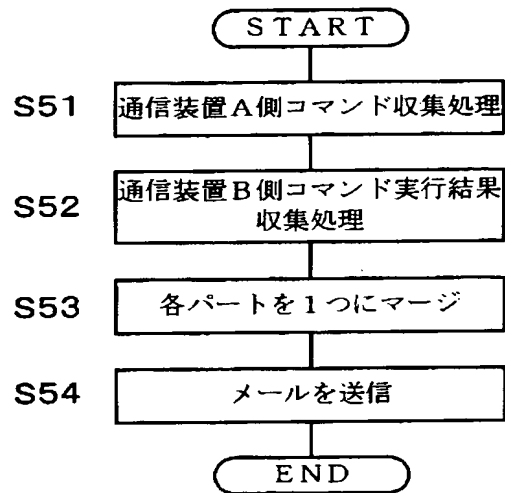 START
S51 通信装置A側コマンド収集処理
S52 通信装置B側コマンド実行結果
収集処理
S53 各パートを1つにマージ
S54 メールを送信
END